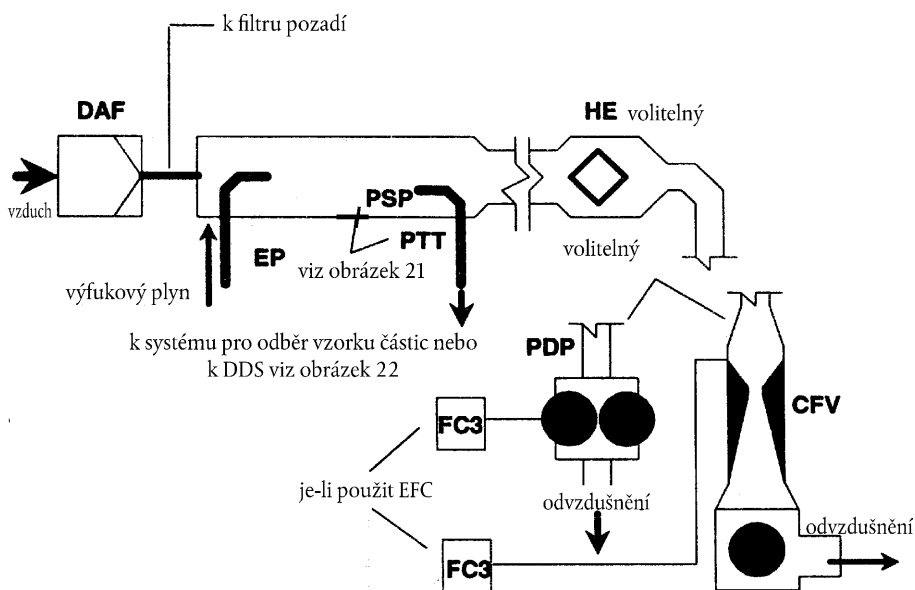 k filtru pozadí
DAF
HE volitelný
vzduch
PSP
EP
PTT
viz obrázek 21
volitelný
výfukový plyn
k systému pro odběr vzorku částic nebo
k DDS viz obrázek 22
PDP
CFV
FC3
je-li použit EFC
odvzdušnění
odvzdušnění
FC3